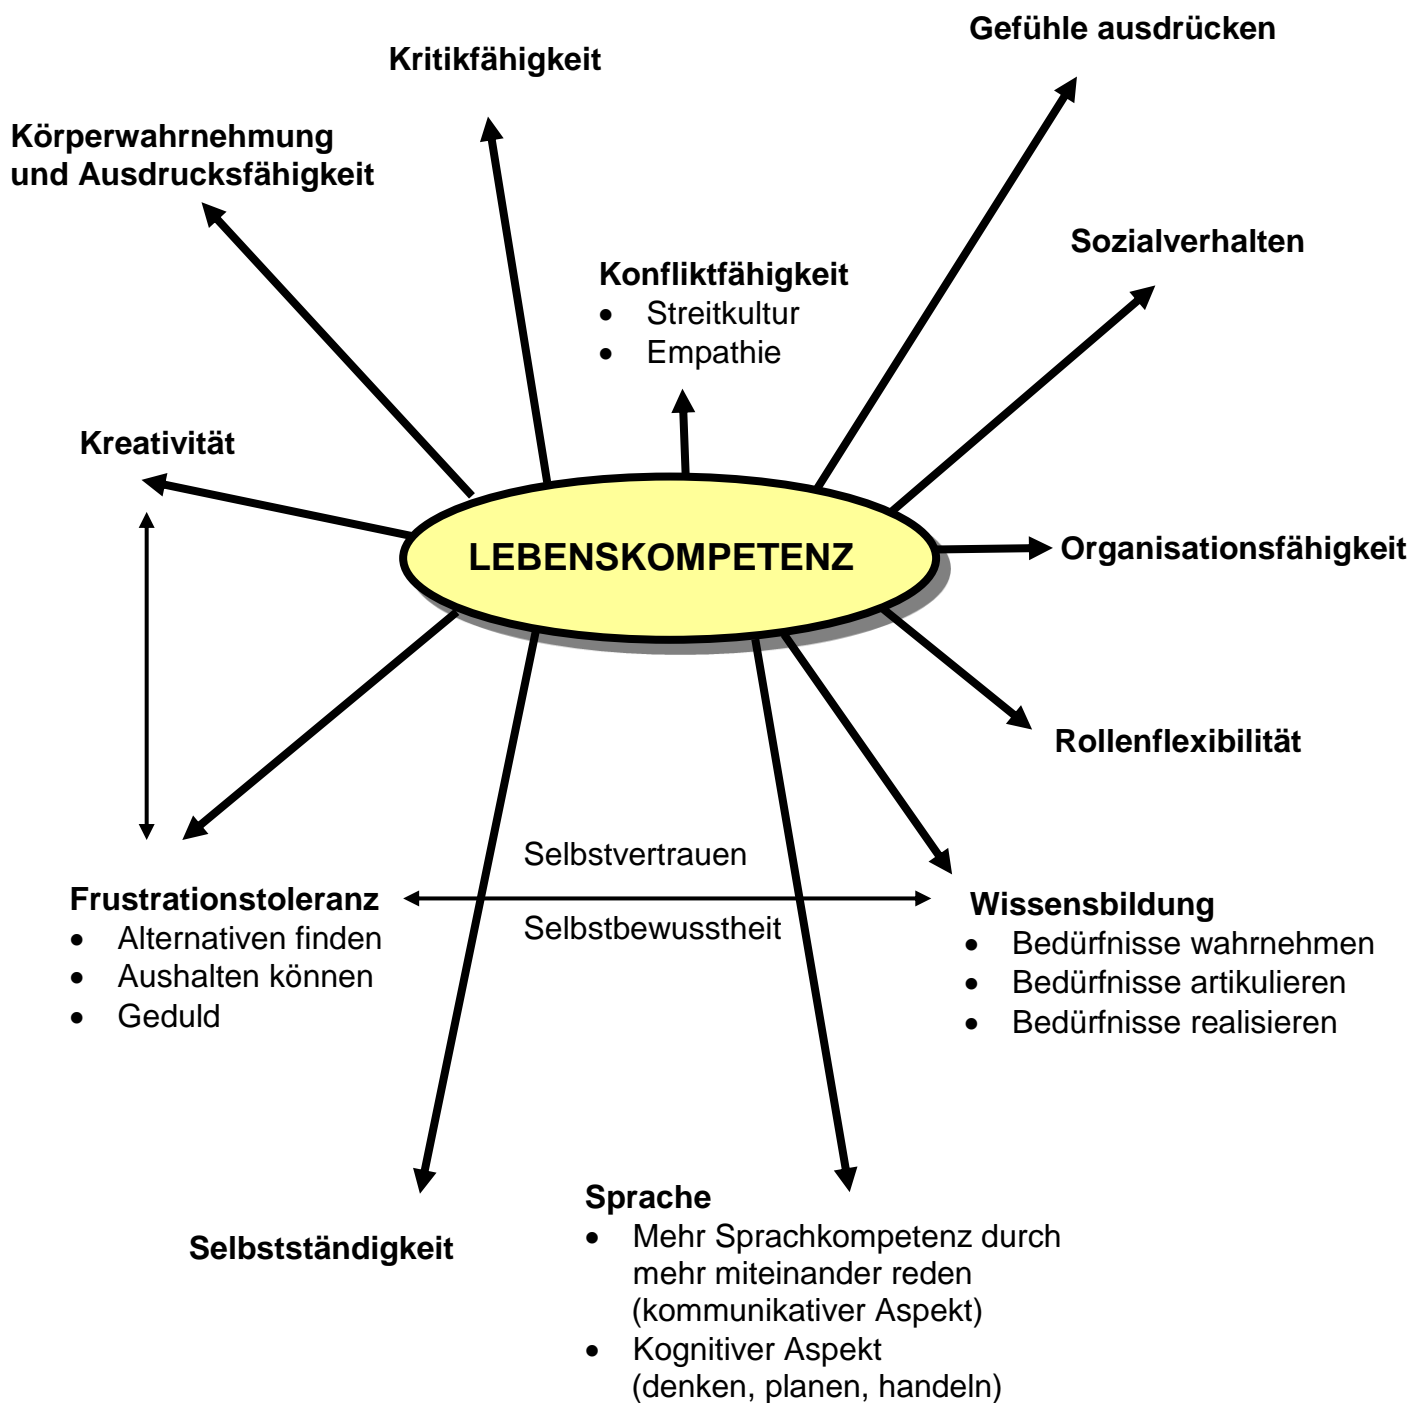 Gefühle ausdrücken
Kritikfähigkeit
Körperwahrnehmung
und Ausdrucksfähigkeit
Sozialverhalten
Konfliktfähigkeit
• Streitkultur
• Empathie
Kreativität
LEBENSKOMPETENZ
Organisationsfähigkeit
Rollenflexibilität
Selbstvertrauen
Selbstbewusstheit
Frustrationstoleranz
• Alternativen finden
• Aushalten können
• Geduld
Wissensbildung
• Bedürfnisse wahrnehmen
• Bedürfnisse artikulieren
• Bedürfnisse realisieren
Selbstständigkeit
Sprache
• Mehr Sprachkompetenz durch
mehr miteinander reden
(kommunikativer Aspekt)
• Kognitiver Aspekt
(denken, planen, handeln)